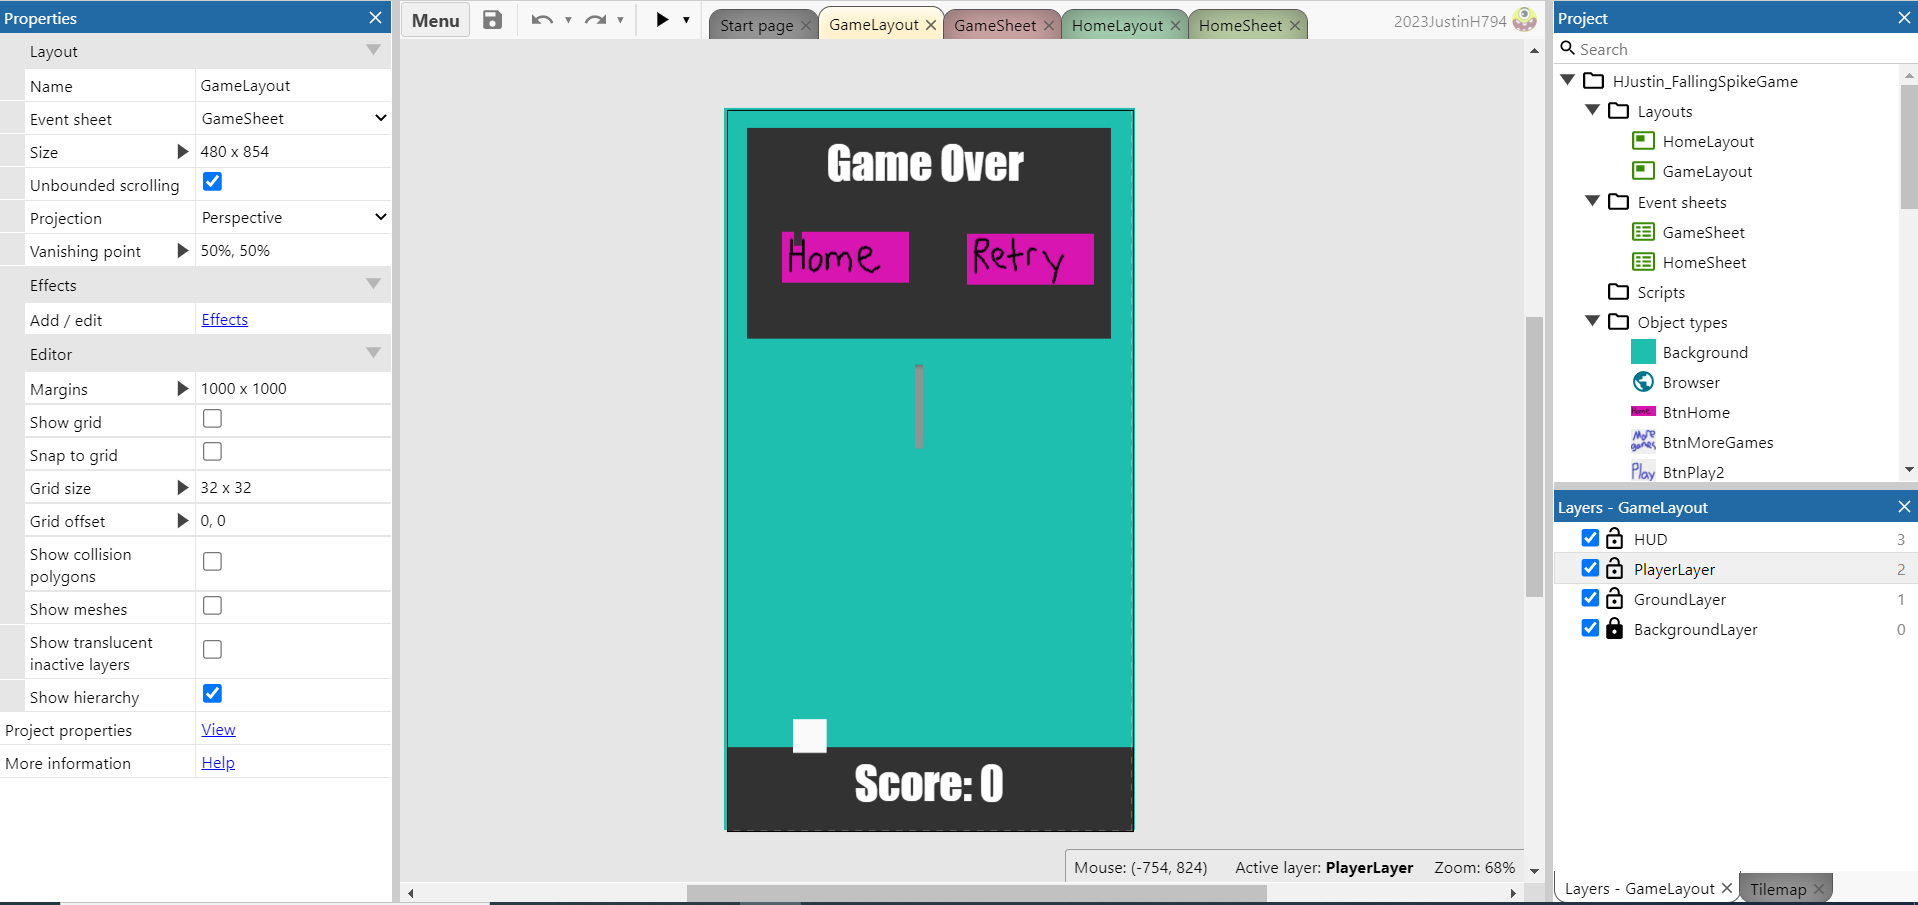 Properties
Layout
Name GameLayout
Event sheet GameSheet
Size 480 x 854
Unbounded scrolling
Projection Perspective
Vanishing point 50%, 50%
Effects
Add / edit Effects
Editor
Margins 1000 x 1000
Show grid
Snap to grid
Grid size 32 x 32
Grid offset 0, 0
Show collision
polygons
Show meshes
Show translucent
inactive layers
Show hierarchy
Project properties View
More information Help
Menu
Start page
GameLayout
GameSheet
HomeLayout
HomeSheet
2023JustinH794
Game Over
Home
Retry
Score: 0
Mouse: (-754, 824) Active layer: PlayerLayer Zoom: 68%
Project
Search
HJustin_FallingSpikeGame
Layouts
HomeLayout
GameLayout
Event sheets
GameSheet
HomeSheet
Scripts
Object types
Background
Browser
Home BtnHome
More games BtnMoreGames
Play BtnPlay2
Layers - GameLayout
HUD 3
PlayerLayer 2
GroundLayer 1
BackgroundLayer 0
Layers - GameLayout
Tilemap